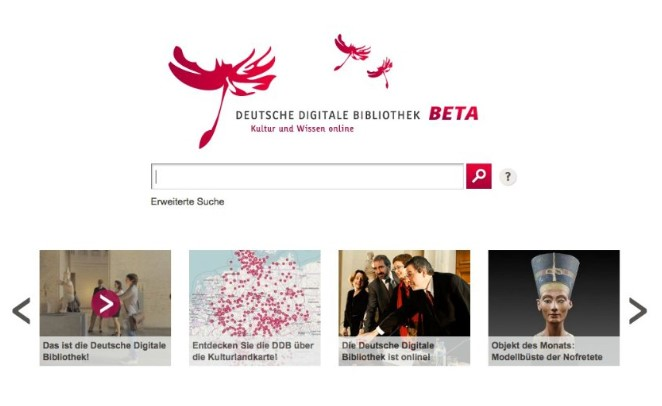 DEUTSCHE DIGITALE BIBLIOTHEK BETA
Kultur und Wissen online
?
Erweiterte Suche
Das ist die Deutsche Digitale
Bibliothek!
Entdecken Sie die DDB über
die Kulturlandkarte!
Die Deutsche Digitale
Bibliothek ist online!
Objekt des Monats:
Modellbüste der Nofretete